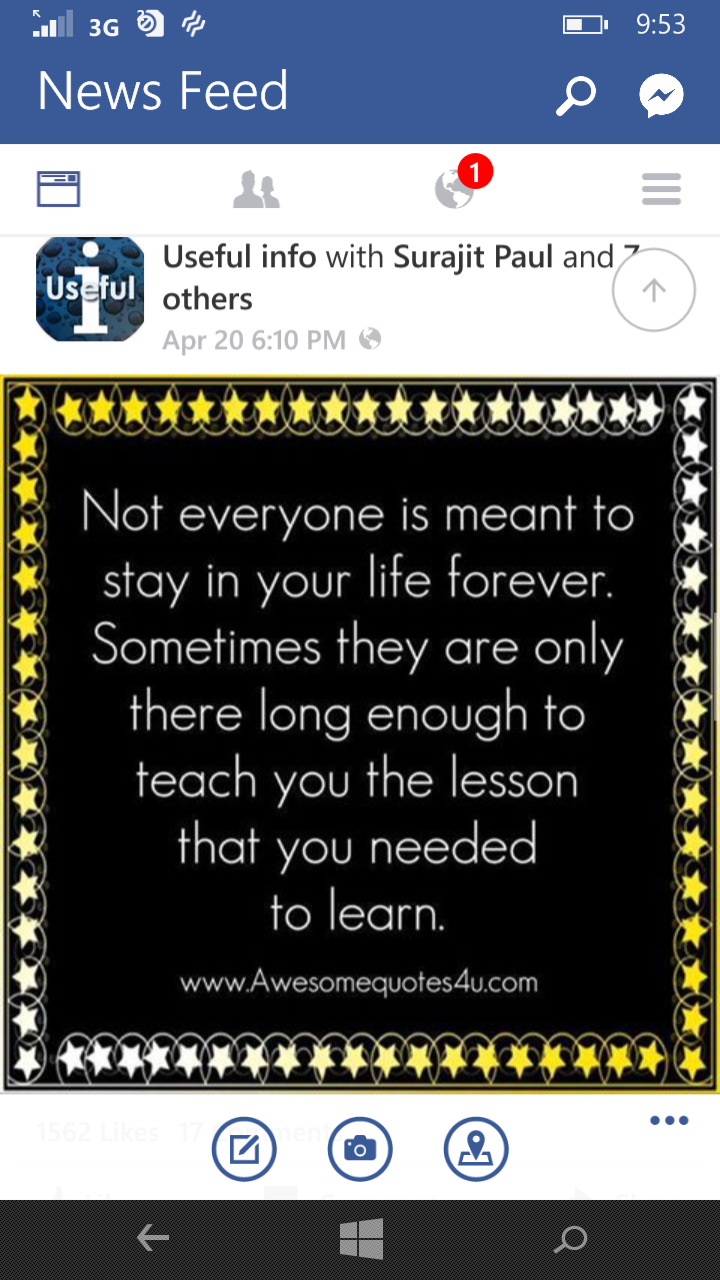 3G
9:53
News Feed
1
Useful
Useful info with Surajit Paul and 7
others
Apr 20 6:10 PM
Not everyone is meant to
stay in your life forever.
Sometimes they are only
there long enough to
teach you the lesson
that you needed
to learn.
www.Awesomequotes4u.com
1562 Likes 17 Comments